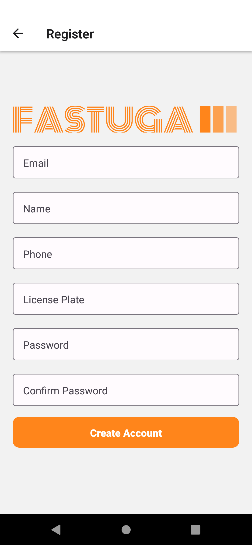 Register
FASTUGA
Email
Name
Phone
License Plate
Password
Confirm Password
Create Account